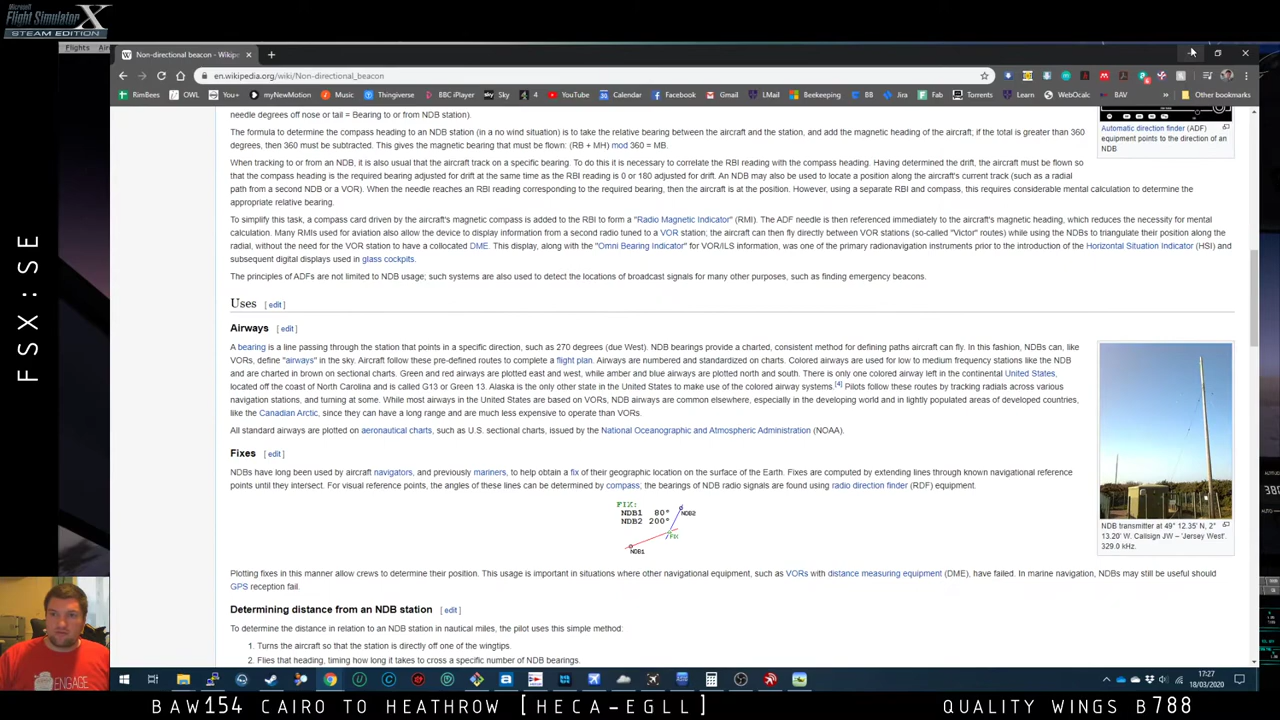 Microsoft
Flight Simulator X
STEAM EDITION
Flights
FSX:SE
Non-directional beacon - Wikipe
en.wikipedia.org/wiki/Non-directional_beacon
RimBees OWL You+ myNewMotion Music Thingiverse BBC iPlayer Sky 4 YouTube Calendar Facebook Gmail LMail Beekeeping BB Jira Fab Torrents Learn WebOcalc BAV » Other bookmarks
needle degrees off nose or tail = Bearing to or from NDB station).
The formula to determine the compass heading to an NDB station (in a no wind situation) is to take the relative bearing between the aircraft and the station, and add the magnetic heading of the aircraft; if the total is greater than 360
degrees, then 360 must be subtracted. This gives the magnetic bearing that must be flown: (RB + MH) mod 360 = MB.
When tracking to or from an NDB, it is also usual that the aircraft track on a specific bearing. To do this it is necessary to correlate the RBI reading with the compass heading. Having determined the drift, the aircraft must be flown so
that the compass heading is the required bearing adjusted for drift at the same time as the RBI reading is 0 or 180 adjusted for drift. An NDB may also be used to locate a position along the aircraft's current track (such as a radial
path from a second NDB or a VOR). When the needle reaches an RBI reading corresponding to the required bearing, then the aircraft is at the position. However, using a separate RBI and compass, this requires considerable mental calculation to determine the
appropriate relative bearing.
To simplify this task, a compass card driven by the aircraft's magnetic compass is added to the RBI to form a "Radio Magnetic Indicator" (RMI). The ADF needle is then referenced immediately to the aircraft's magnetic heading, which reduces the necessity for mental
calculation. Many RMIs used for aviation also allow the device to display information from a second radio tuned to a VOR station; the aircraft can then fly directly between VOR stations (so-called "Victor" routes) while using the NDBs to triangulate their position along the
radial, without the need for the VOR station to have a collocated DME. This display, along with the "Omni Bearing Indicator" for VOR/ILS information, was one of the primary radionavigation instruments prior to the introduction of the Horizontal Situation Indicator (HSI) and
subsequent digital displays used in glass cockpits.
The principles of ADFs are not limited to NDB usage; such systems are also used to detect the locations of broadcast signals for many other purposes, such as finding emergency beacons.
Automatic direction finder (ADF)
equipment points to the direction of an
NDB
Uses [ edit ]
Airways [ edit ]
A bearing is a line passing through the station that points in a specific direction, such as 270 degrees (due West). NDB bearings provide a charted, consistent method for defining paths aircraft can fly. In this fashion, NDBs can, like
VORs, define "airways" in the sky. Aircraft follow these pre-defined routes to complete a flight plan. Airways are numbered and standardized on charts. Colored airways are used for low to medium frequency stations like the NDB
and are charted in brown on sectional charts. Green and red airways are plotted east and west, while amber and blue airways are plotted north and south. There is only one colored airway left in the continental United States,
located off the coast of North Carolina and is called G13 or Green 13. Alaska is the only other state in the United States to make use of the colored airway systems.[4] Pilots follow these routes by tracking radials across various
navigation stations, and turning at some. While most airways in the United States are based on VORs, NDB airways are common elsewhere, especially in the developing world and in lightly populated areas of developed countries,
like the Canadian Arctic, since they can have a long range and are much less expensive to operate than VORs.
All standard airways are plotted on aeronautical charts, such as U.S. sectional charts, issued by the National Oceanographic and Atmospheric Administration (NOAA).
Fixes [ edit ]
NDBs have long been used by aircraft navigators, and previously mariners, to help obtain a fix of their geographic location on the surface of the Earth. Fixes are computed by extending lines through known navigational reference
points until they intersect. For visual reference points, the angles of these lines can be determined by compass; the bearings of NDB radio signals are found using radio direction finder (RDF) equipment.
FIX:
NDB1 80°
NDB2 200°
NDB2
FIX
NDB1
NDB transmitter at 49° 12.35' N, 2°
13.20' W. Callsign JW – 'Jersey West'.
329.0 kHz.
Plotting fixes in this manner allow crews to determine their position. This usage is important in situations where other navigational equipment, such as VORs with distance measuring equipment (DME), have failed. In marine navigation, NDBs may still be useful should
GPS reception fail.
Determining distance from an NDB station [ edit ]
To determine the distance in relation to an NDB station in nautical miles, the pilot uses this simple method:
1. Turns the aircraft so that the station is directly off one of the wingtips.
2. Flies that heading, timing how long it takes to cross a specific number of NDB bearings.
ENGAGE
17:27
18/03/2020
BAW154 CAIRO TO HEATHROW [HECA-EGLL]
QUALITY WINGS B788